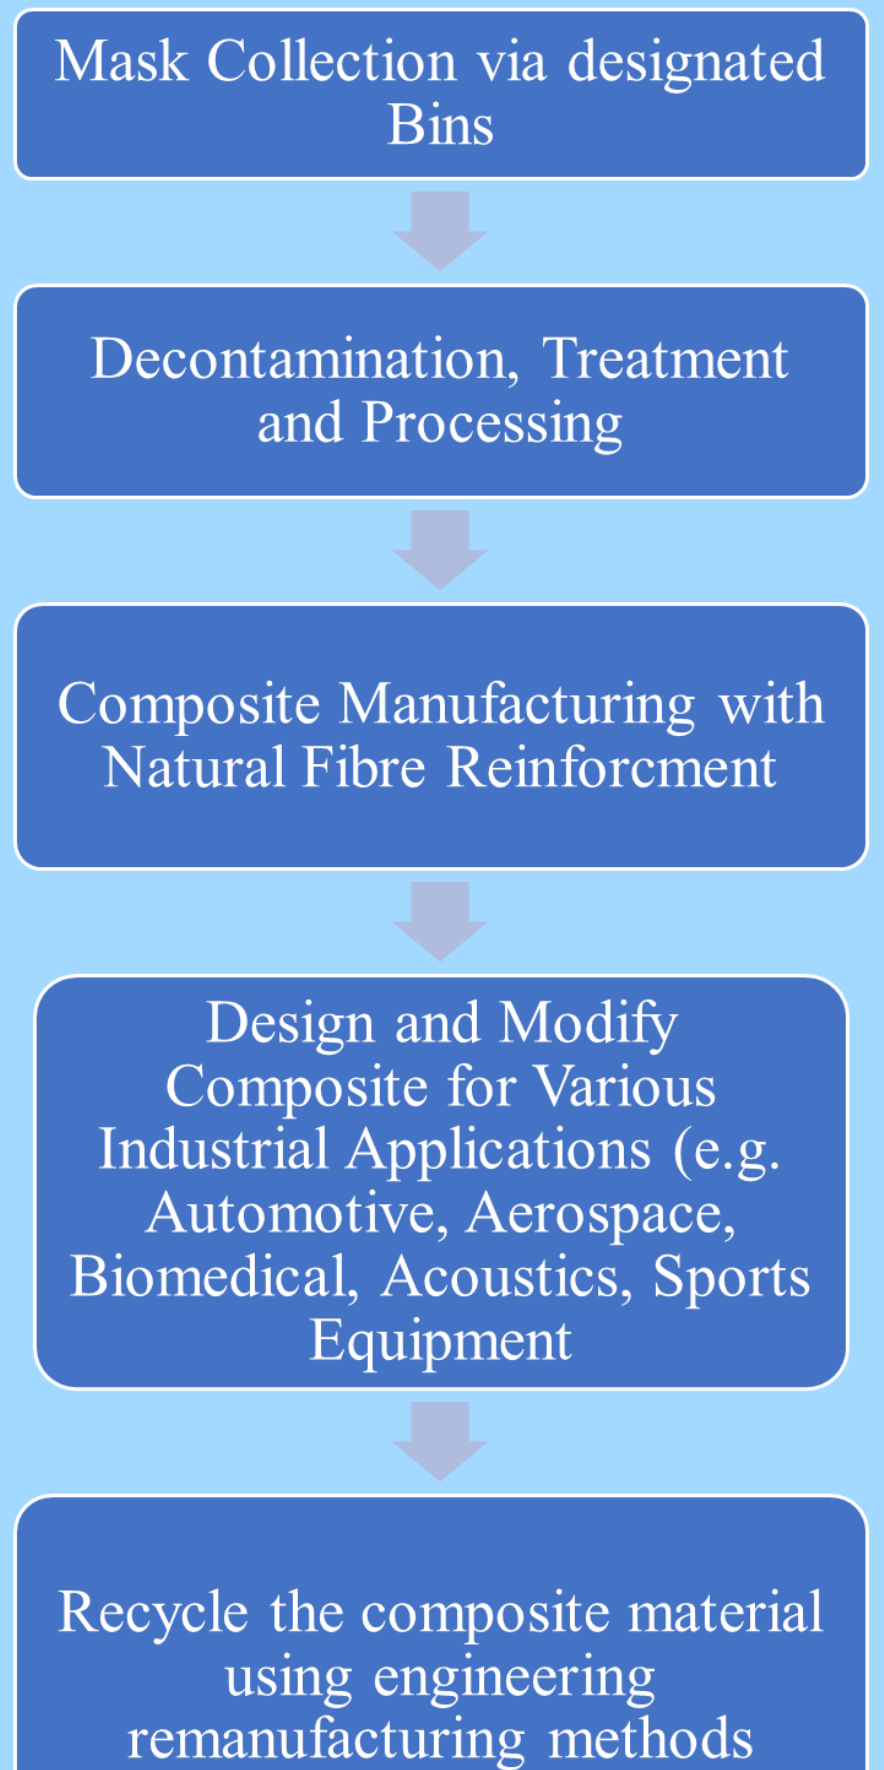 Mask Collection via designated
Bins
Decontamination, Treatment
and Processing
Composite Manufacturing with
Natural Fibre Reinforcment
Design and Modify
Composite for Various
Industrial Applications (e.g.
Automotive, Aerospace,
Biomedical, Acoustics, Sports
Equipment
Recycle the composite material
using engineering
remanufacturing methods